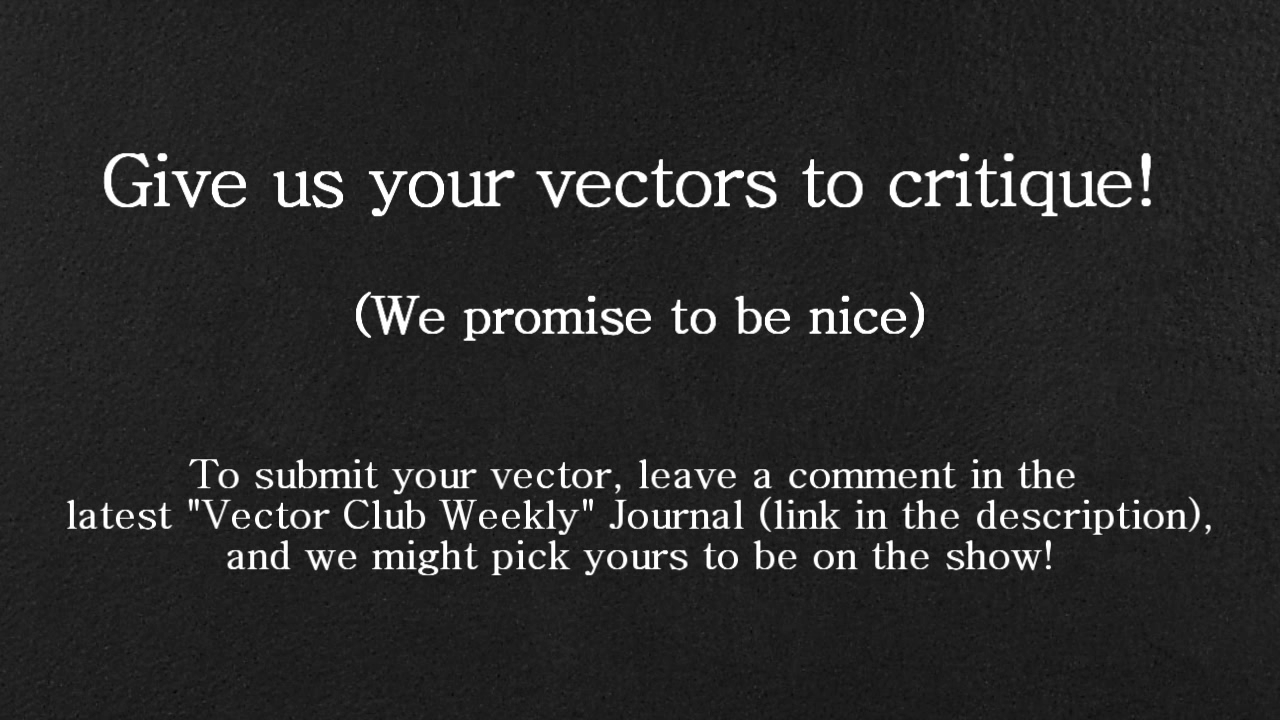 Give us your vectors to critique!
(We promise to be nice)
To submit your vector, leave a comment in the
latest "Vector Club Weekly" Journal (link in the description),
and we might pick yours to be on the show!